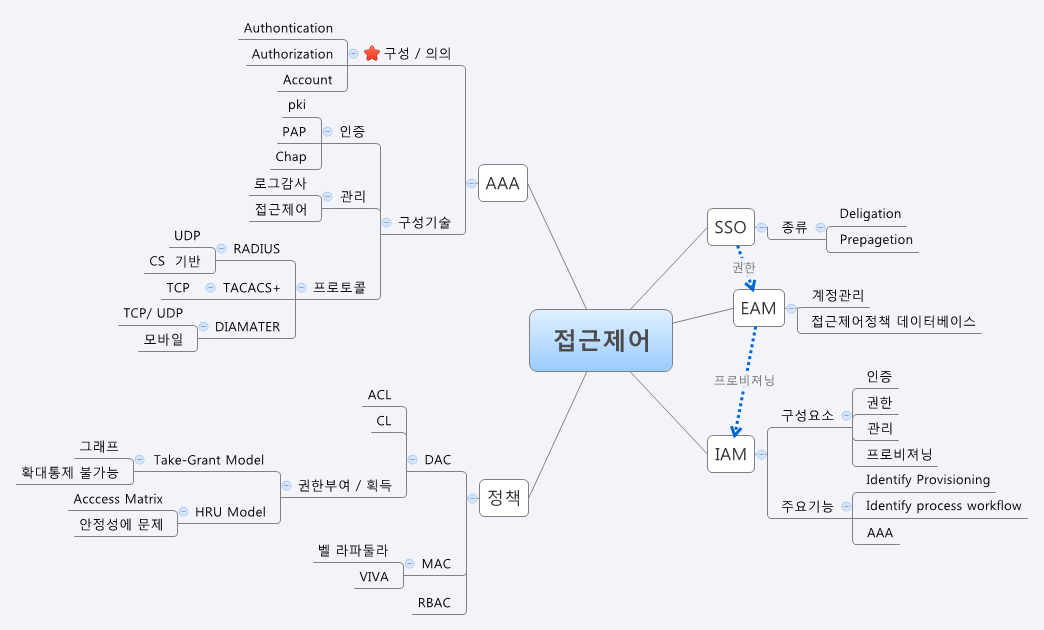 접근제어
AAA
구성 / 의의
Authontication
Authorization
Account
구성기술
인증
pki
PAP
Chap
관리
로그감사
접근제어
프로토콜
RADIUS
UDP
CS 기반
TACACS+
TCP
DIAMATER
TCP/ UDP
모바일
정책
DAC
ACL
CL
권한부여 / 획득
Take-Grant Model
그래프
확대통제 불가능
HRU Model
Acccess Matrix
안정성에 문제
MAC
벨 라파둘라
VIVA
RBAC
SSO
종류
Deligation
Prepagetion
권한
EAM
계정관리
접근제어정책 데이터베이스
프로비져닝
IAM
구성요소
인증
권한
관리
프로비져닝
주요기능
Identify Provisioning
Identify process workflow
AAA